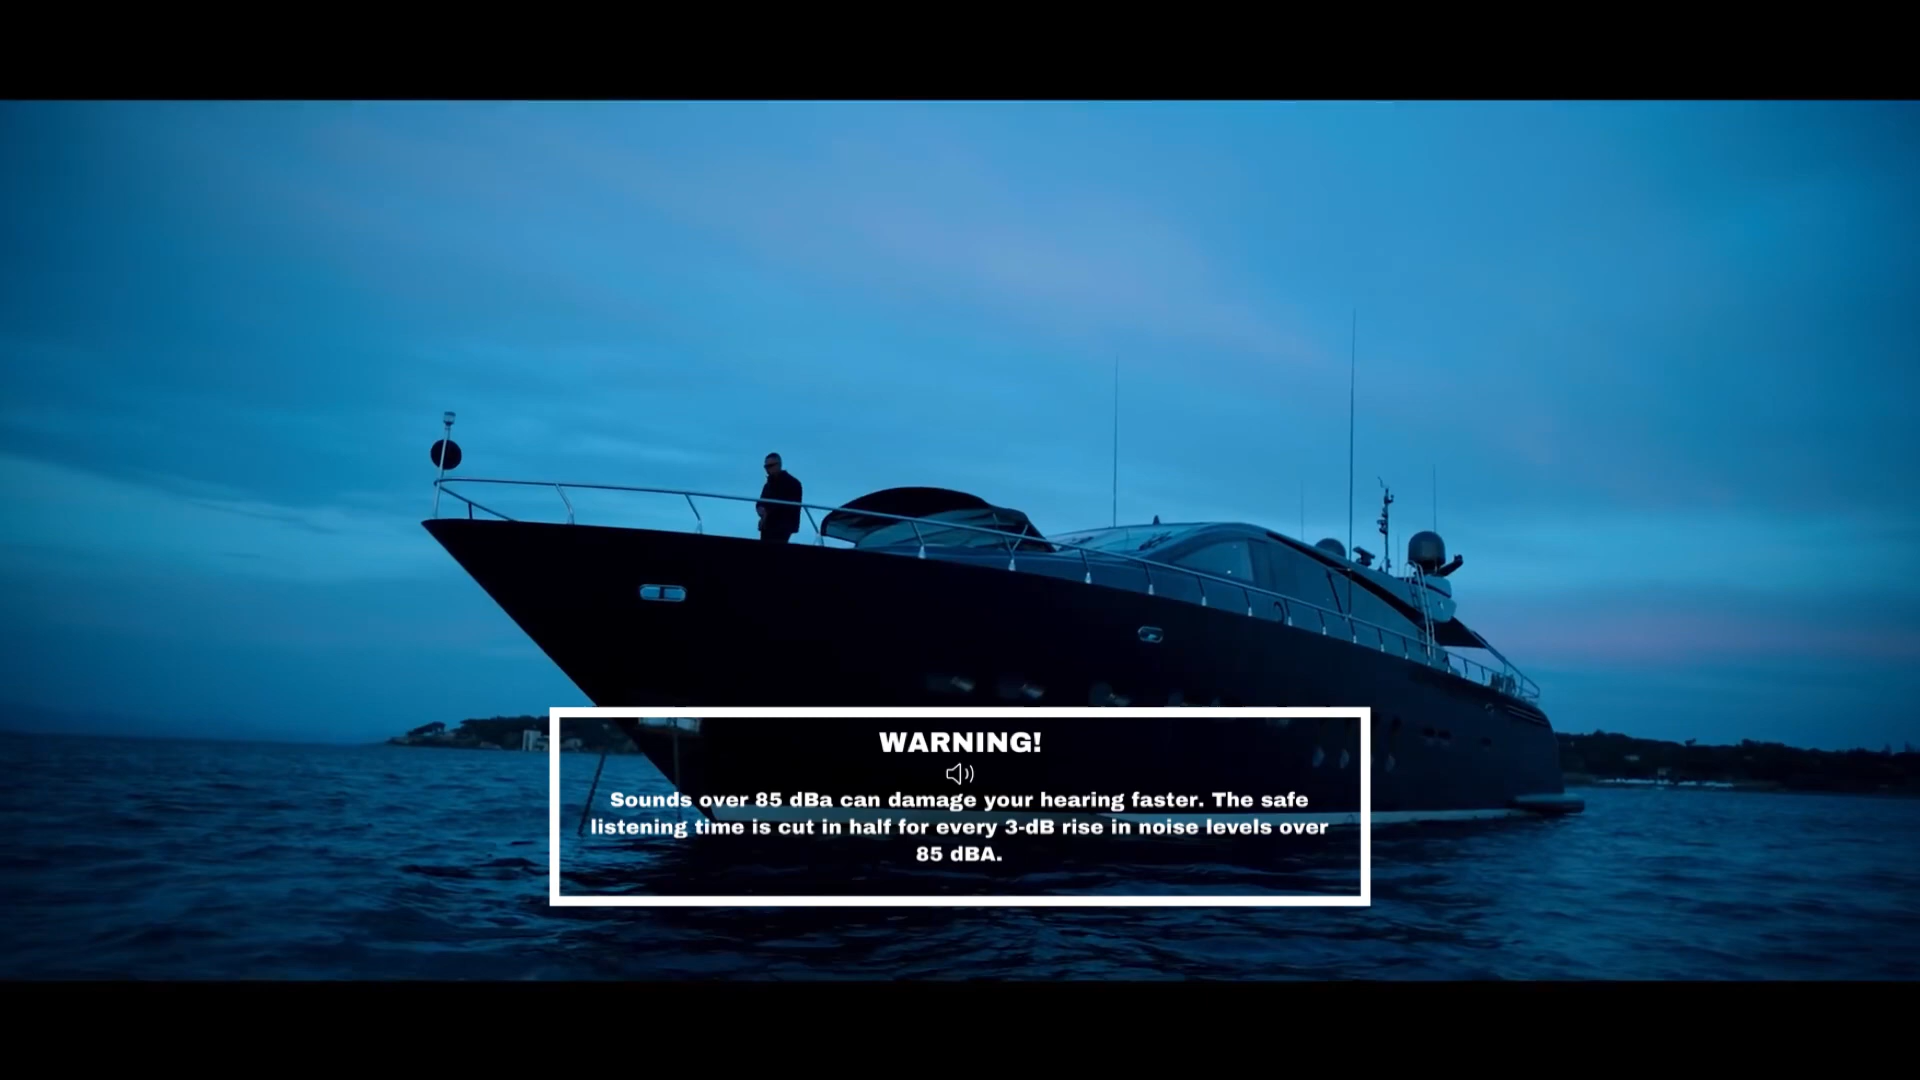 WARNING!
Sounds over 85 dBa can damage your hearing faster. The safe
listening time is cut in half for every 3-dB rise in noise levels over
85 dBA.